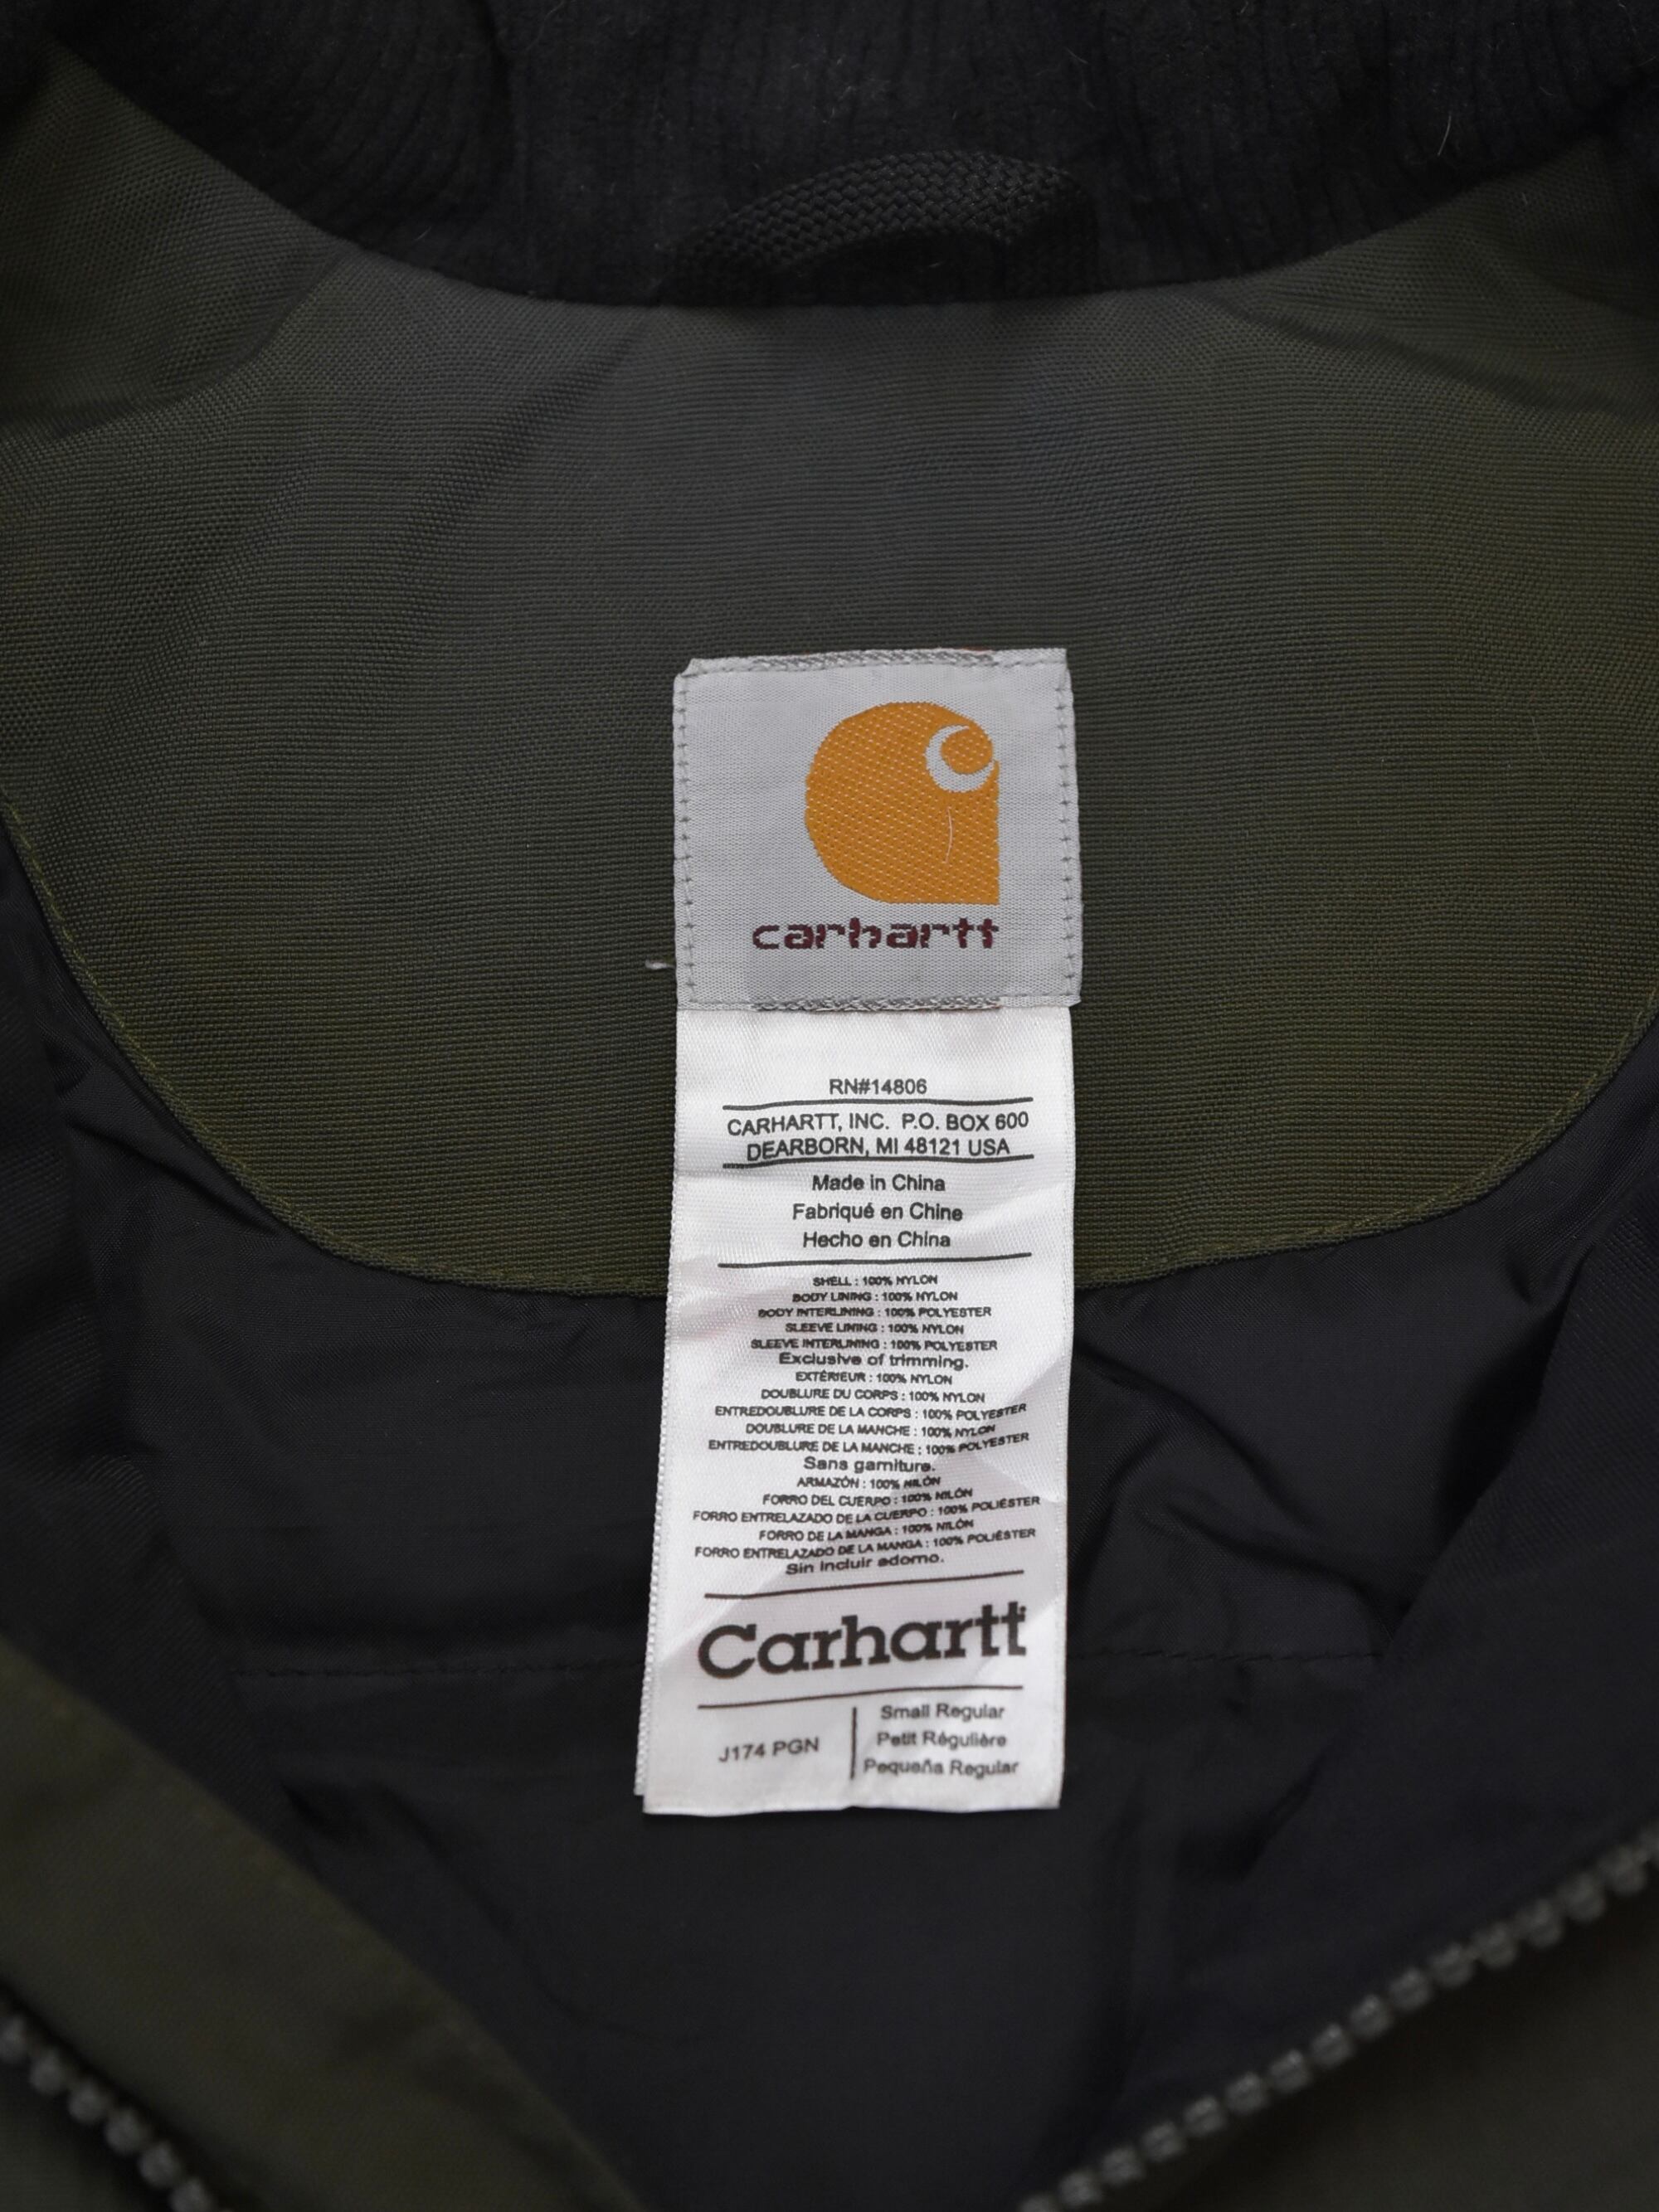 carhartt
RN#14806
CARHARTT, INC. P.O. BOX 600
DEARBORN, MI 48121 USA
Made in China
Fabriqué en Chine
Hecho en China
SHELL : 100% NYLON
BODY LINING : 100% NYLON
BODY INTERLINING : 100% POLYESTER
SLEEVE LINING : 100% NYLON
SLEEVE INTERLINING : 100% POLYESTER
Exclusive of trimming.
EXTÉRIEUR : 100% NYLON
DOUBLURE DU CORPS : 100% NYLON
ENTREDOUBLURE DE LA CORPS : 100% POLYESTER
DOUBLURE DE LA MANCHE : 100% NYLON
ENTREDOUBLURE DE LA MANCHE : 100% POLYESTER
Sans garniture.
ARMAZÓN : 100% NILÓN
FORRO DEL CUERPO : 100% NILÓN
FORRO ENTRELAZADO DE LA CUERPO : 100% POLIÉSTER
FORRO DE LA MANGA : 100% NILÓN
FORRO ENTRELAZADO DE LA MANGA : 100% POLIÉSTER
Sin incluir adorno.
Carhartt
J174 PGN
Small Regular
Petit Régulière
Pequeña Regular